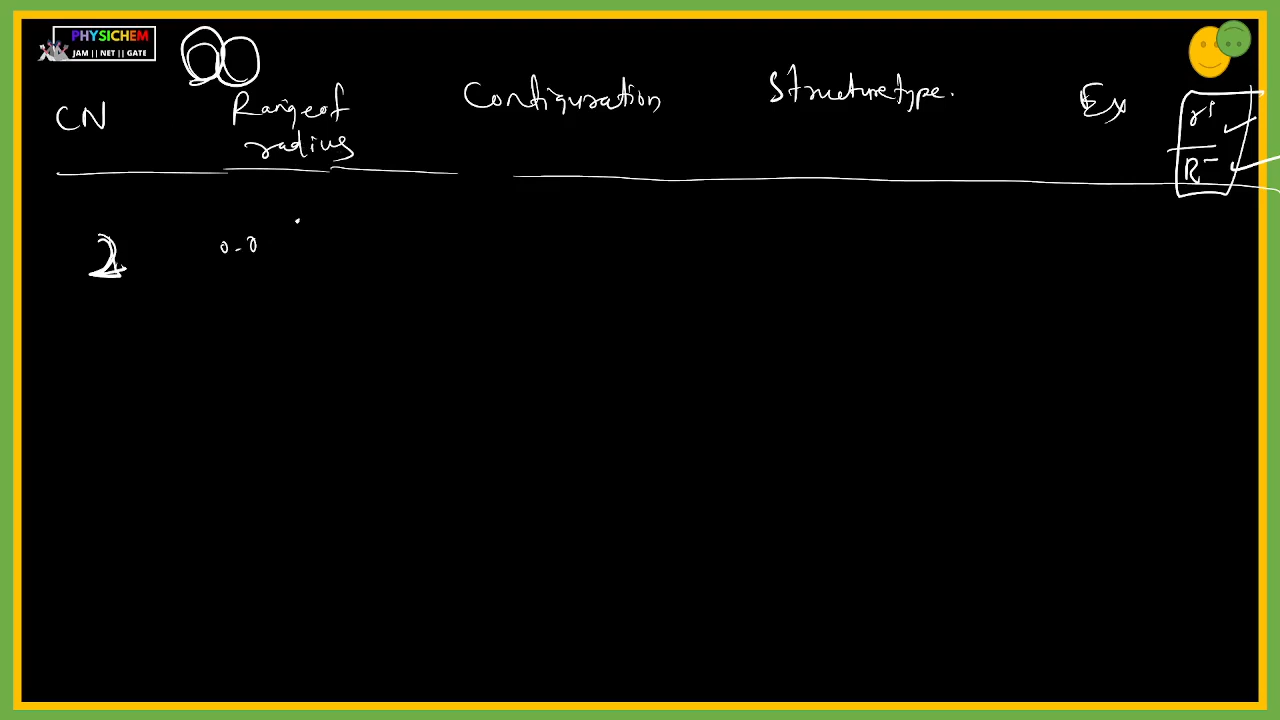 PHYSICHEM
JAM || NET || GATE
CN
Range of
radius
Configuration
Structure type.
Ex
r+
R-
2
0.0